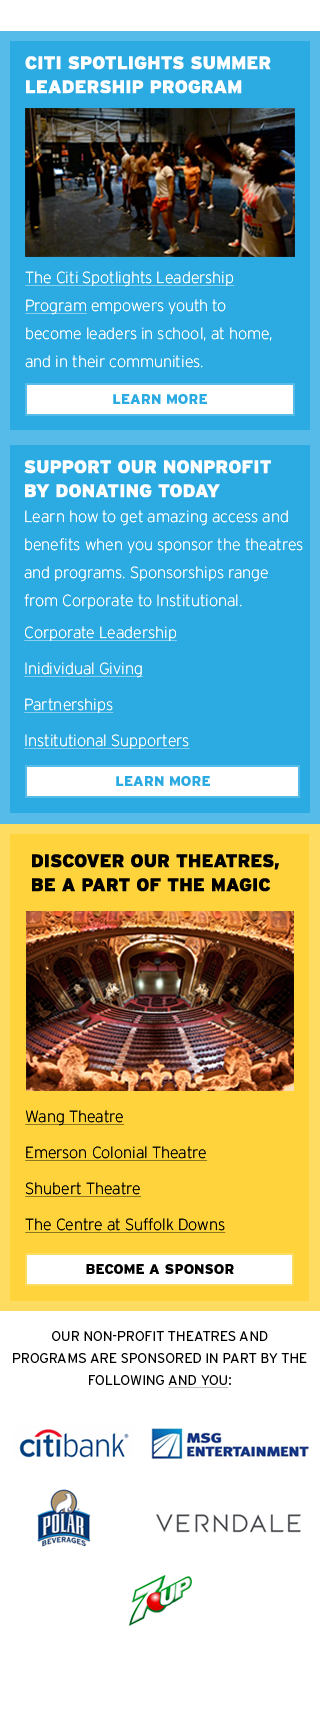 CITI SPOTLIGHTS SUMMER
LEADERSHIP PROGRAM
The Citi Spotlights Leadership
Program empowers youth to
become leaders in school, at home,
and in their communities.
LEARN MORE
SUPPORT OUR NONPROFIT
BY DONATING TODAY
Learn how to get amazing access and
benefits when you sponsor the theatres
and programs. Sponsorships range
from Corporate to Institutional.
Corporate Leadership
Inidividual Giving
Partnerships
Institutional Supporters
LEARN MORE
DISCOVER OUR THEATRES,
BE A PART OF THE MAGIC
Wang Theatre
Emerson Colonial Theatre
Shubert Theatre
The Centre at Suffolk Downs
BECOME A SPONSOR
OUR NON-PROFIT THEATRES AND
PROGRAMS ARE SPONSORED IN PART BY THE
FOLLOWING AND YOU:
citibank®
MSG
ENTERTAINMENT
POLAR
BEVERAGES
VERNDALE
7UP